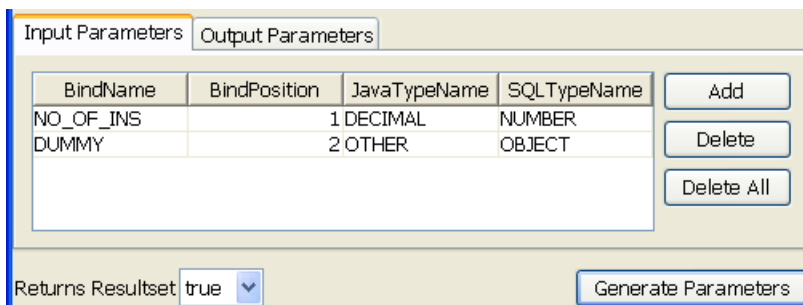 Input Parameters Output Parameters
BindName BindPosition JavaTypeName SQLTypeName Add
NO_OF_INS 1 DECIMAL NUMBER
DUMMY 2 OTHER OBJECT Delete
Delete All
Returns Resultset true Generate Parameters